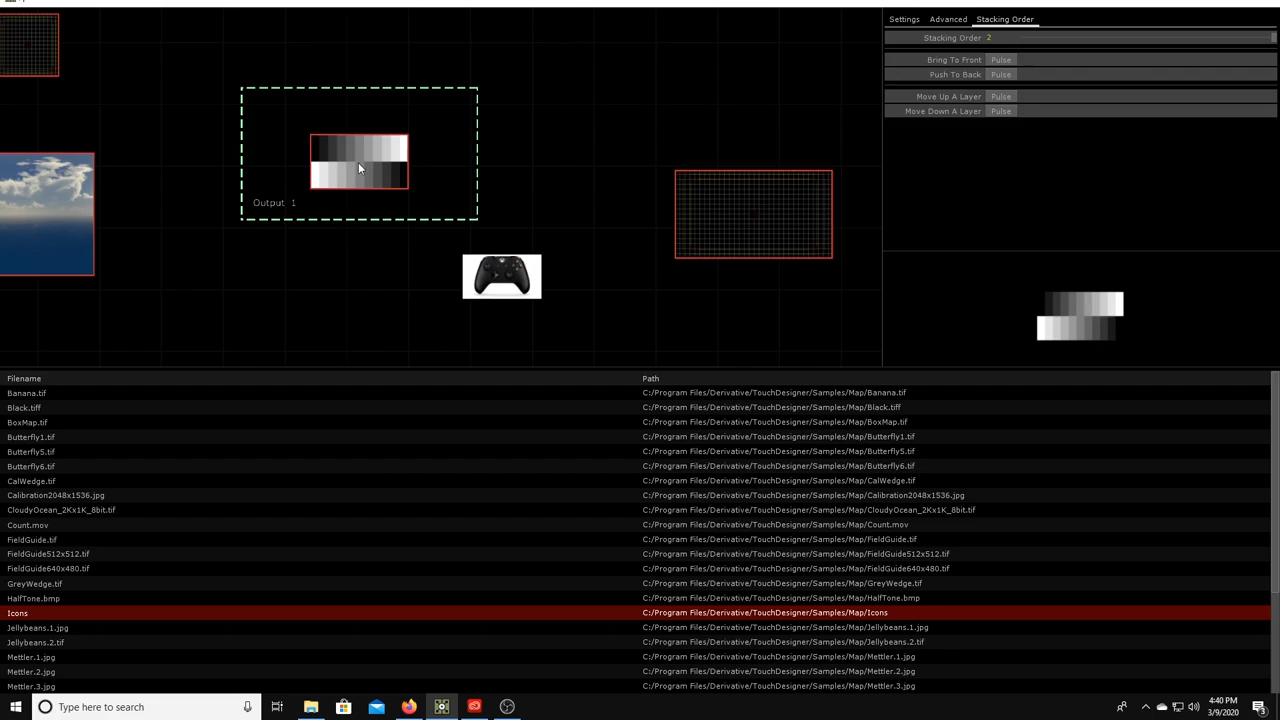 Settings Advanced Stacking Order
Stacking Order 2
Bring To Front Pulse
Push To Back Pulse
Move Up A Layer Pulse
Move Down A Layer Pulse
Output 1
Filename Path
Banana.tif C:/Program Files/Derivative/TouchDesigner/Samples/Map/Banana.tif
Black.tiff C:/Program Files/Derivative/TouchDesigner/Samples/Map/Black.tiff
BoxMap.tif C:/Program Files/Derivative/TouchDesigner/Samples/Map/BoxMap.tif
Butterfly1.tif C:/Program Files/Derivative/TouchDesigner/Samples/Map/Butterfly1.tif
Butterfly5.tif C:/Program Files/Derivative/TouchDesigner/Samples/Map/Butterfly5.tif
Butterfly6.tif C:/Program Files/Derivative/TouchDesigner/Samples/Map/Butterfly6.tif
CalWedge.tif C:/Program Files/Derivative/TouchDesigner/Samples/Map/CalWedge.tif
Calibration2048x1536.jpg C:/Program Files/Derivative/TouchDesigner/Samples/Map/Calibration2048x1536.jpg
CloudyOcean_2Kx1K_8bit.tif C:/Program Files/Derivative/TouchDesigner/Samples/Map/CloudyOcean_2Kx1K_8bit.tif
Count.mov C:/Program Files/Derivative/TouchDesigner/Samples/Map/Count.mov
FieldGuide.tif C:/Program Files/Derivative/TouchDesigner/Samples/Map/FieldGuide.tif
FieldGuide512x512.tif C:/Program Files/Derivative/TouchDesigner/Samples/Map/FieldGuide512x512.tif
FieldGuide640x480.tif C:/Program Files/Derivative/TouchDesigner/Samples/Map/FieldGuide640x480.tif
GreyWedge.tif C:/Program Files/Derivative/TouchDesigner/Samples/Map/GreyWedge.tif
HalfTone.bmp C:/Program Files/Derivative/TouchDesigner/Samples/Map/HalfTone.bmp
Icons C:/Program Files/Derivative/TouchDesigner/Samples/Map/Icons
Jellybeans.1.jpg C:/Program Files/Derivative/TouchDesigner/Samples/Map/Jellybeans.1.jpg
Jellybeans.2.tif C:/Program Files/Derivative/TouchDesigner/Samples/Map/Jellybeans.2.tif
Mettler.1.jpg C:/Program Files/Derivative/TouchDesigner/Samples/Map/Mettler.1.jpg
Mettler.2.jpg C:/Program Files/Derivative/TouchDesigner/Samples/Map/Mettler.2.jpg
Mettler.3.jpg C:/Program Files/Derivative/TouchDesigner/Samples/Map/Mettler.3.jpg
Type here to search
4:40 PM
3/9/2020
3